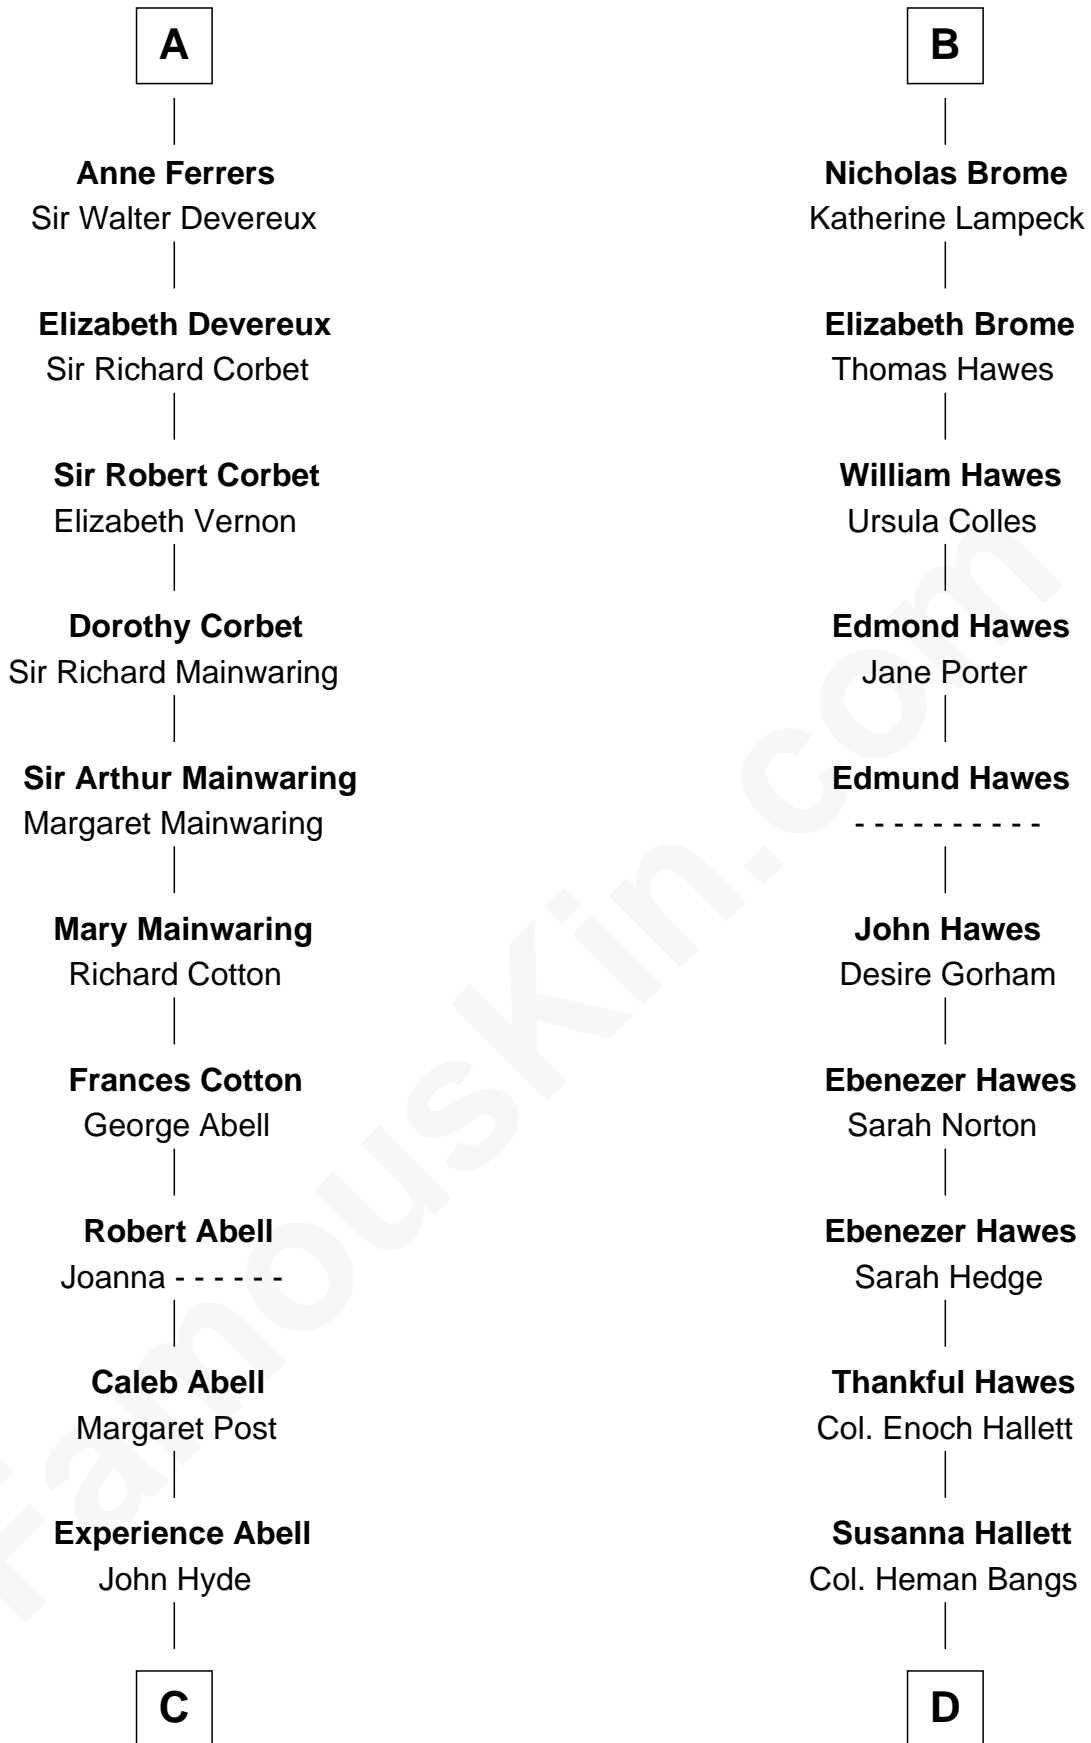 A
Anne Ferrers
Sir Walter Devereux
Elizabeth Devereux
Sir Richard Corbet
Sir Robert Corbet
Elizabeth Vernon
Dorothy Corbet
Sir Richard Mainwaring
Sir Arthur Mainwaring
Margaret Mainwaring
Mary Mainwaring
Richard Cotton
Frances Cotton
George Abell
Robert Abell
Joanna - - - - - -
Caleb Abell
Margaret Post
Experience Abell
John Hyde
C
B
Nicholas Brome
Katherine Lampeck
Elizabeth Brome
Thomas Hawes
William Hawes
Ursula Colles
Edmond Hawes
Jane Porter
Edmund Hawes
- - - - - - - - - -
John Hawes
Desire Gorham
Ebenezer Hawes
Sarah Norton
Ebenezer Hawes
Sarah Hedge
Thankful Hawes
Col. Enoch Hallett
Susanna Hallett
Col. Heman Bangs
D
FamousKin.com